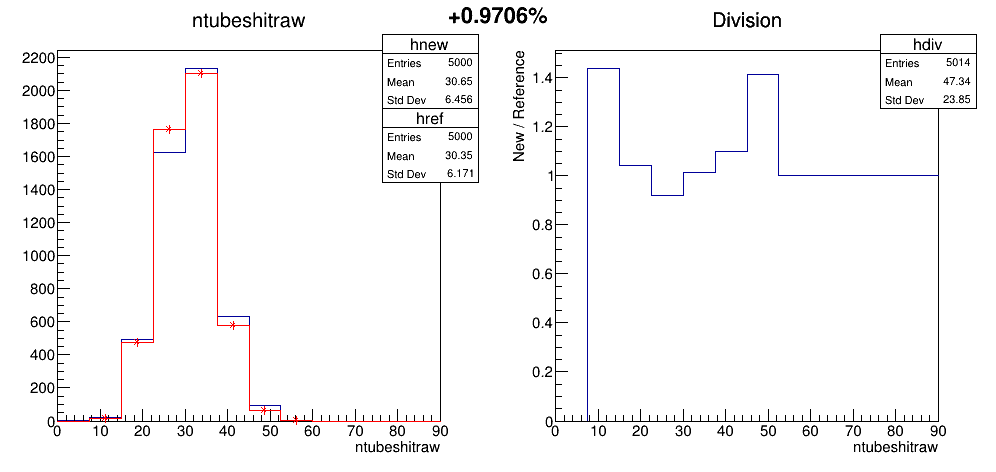 +0.9706%
ntubeshitraw
hnew
Entries 5000
Mean 30.65
Std Dev 6.456
href
Entries 5000
Mean 30.35
Std Dev 6.171
2200
2000
1800
1600
1400
1200
1000
800
600
400
200
0
0 10 20 30 40 50 60 70 80 90
ntubeshitraw
Division
hdiv
Entries 5014
Mean 47.34
Std Dev 23.85
New / Reference
1.4
1.2
1
0.8
0.6
0.4
0.2
0
0 10 20 30 40 50 60 70 80 90
ntubeshitraw